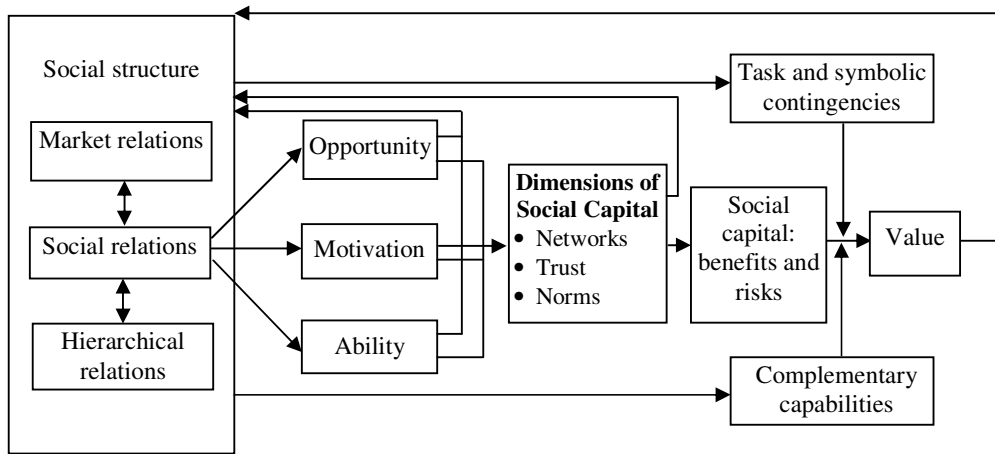 Social structure
Market relations
Social relations
Hierarchical
relations
Opportunity
Motivation
Ability
Dimensions of
Social Capital
• Networks
• Trust
• Norms
Social
capital:
benefits and
risks
Task and symbolic
contingencies
Value
Complementary
capabilities